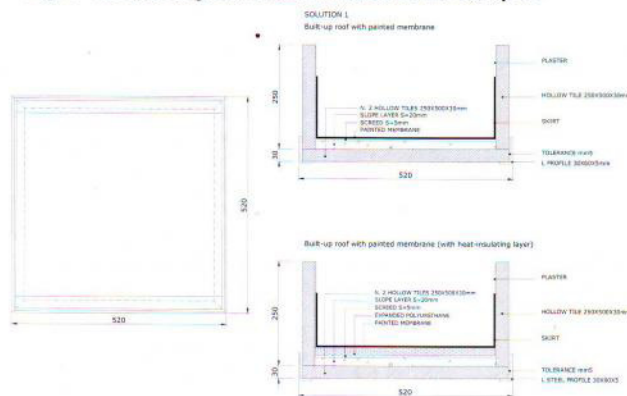 SOLUTION 1
Built-up roof with painted membrane
PLASTER
HOLLOW TILE 250X500X30mm
N. 2 HOLLOW TILES 250X500X30mm
SLOPE LAYER S=20mm
SCREED S=5mm
PAINTED MEMBRANE
SKIRT
TOLERANCE mm5
L PROFILE 30X60X5mm
250
30
520
520
520
Built-up roof with painted membrane (with heat-insulating layer)
PLASTER
N. 2 HOLLOW TILES 250X500X30mm
SLOPE LAYER S=20mm
SCREED S=5mm
EXPANDED POLYURETHANE
PAINTED MEMBRANE
HOLLOW TILE 250X500X30mm
SKIRT
TOLERANCE mm5
L STEEL PROFILE 30X60X5
250
30
520